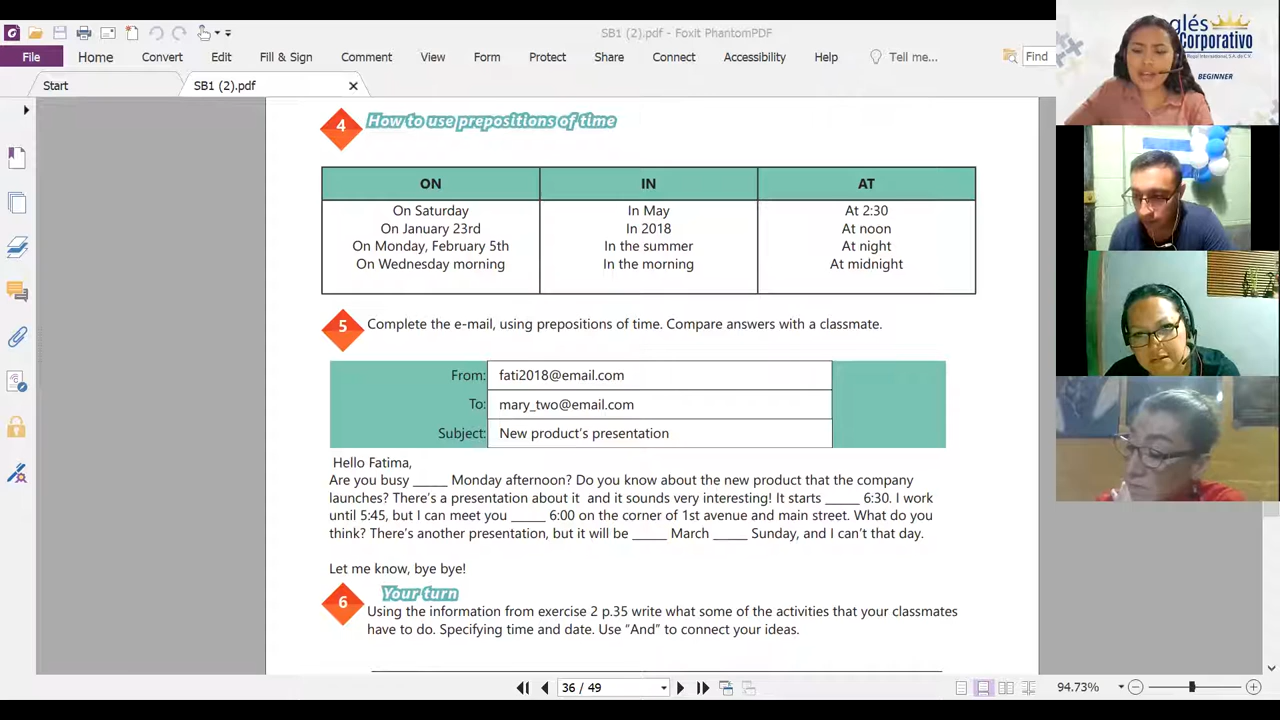 SB1 (2).pdf - Foxit PhantomPDF
File Home Convert Edit Fill & Sign Comment View Form Protect Share Connect Accessibility Help Tell me... Find
Start SB1 (2).pdf
Inglés
Corporativo
BEGINNER
4 How to use prepositions of time
ON IN AT
On Saturday In May At 2:30
On January 23rd In 2018 At noon
On Monday, February 5th In the summer At night
On Wednesday morning In the morning At midnight
5 Complete the e-mail, using prepositions of time. Compare answers with a classmate.
From: fati2018@email.com
To: mary_two@email.com
Subject: New product's presentation
Hello Fatima,
Are you busy _____ Monday afternoon? Do you know about the new product that the company
launches? There's a presentation about it and it sounds very interesting! It starts _____ 6:30. I work
until 5:45, but I can meet you _____ 6:00 on the corner of 1st avenue and main street. What do you
think? There's another presentation, but it will be _____ March _____ Sunday, and I can't that day.
Let me know, bye bye!
6 Your turn
Using the information from exercise 2 p.35 write what some of the activities that your classmates
have to do. Specifying time and date. Use “And” to connect your ideas.
36 / 49 94.73%